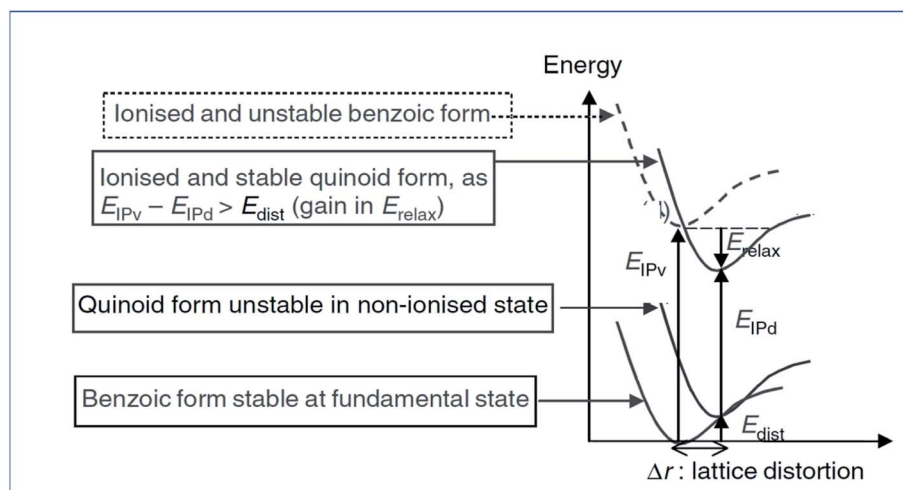 Energy
Ionised and unstable benzoic form
Ionised and stable quinoid form, as
E_IPv – E_IPd > E_dist (gain in E_relax)
E_relax
E_IPv
E_IPd
Quinoid form unstable in non-ionised state
Benzoic form stable at fundamental state
E_dist
Δr : lattice distortion